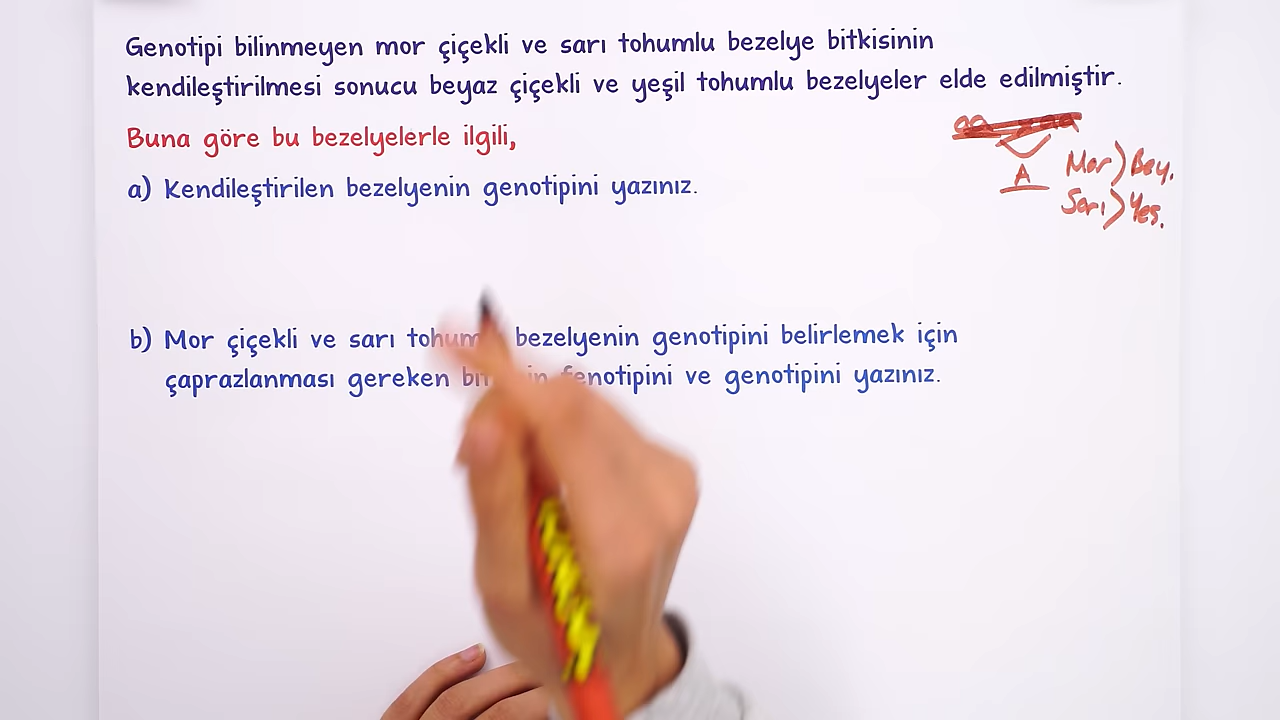 Genotipi bilinmeyen mor çiçekli ve sarı tohumlu bezelye bitkisinin
kendileştirilmesi sonucu beyaz çiçekli ve yeşil tohumlu bezelyeler elde edilmiştir.
Buna göre bu bezelyelerle ilgili,
a) Kendileştirilen bezelyenin genotipini yazınız.
A
Mor > Bey.
Sarı > Yeş.
b) Mor çiçekli ve sarı bezelyenin genotipini belirlemek için
çaprazlanması gereken fenotipini ve genotipini yazınız.